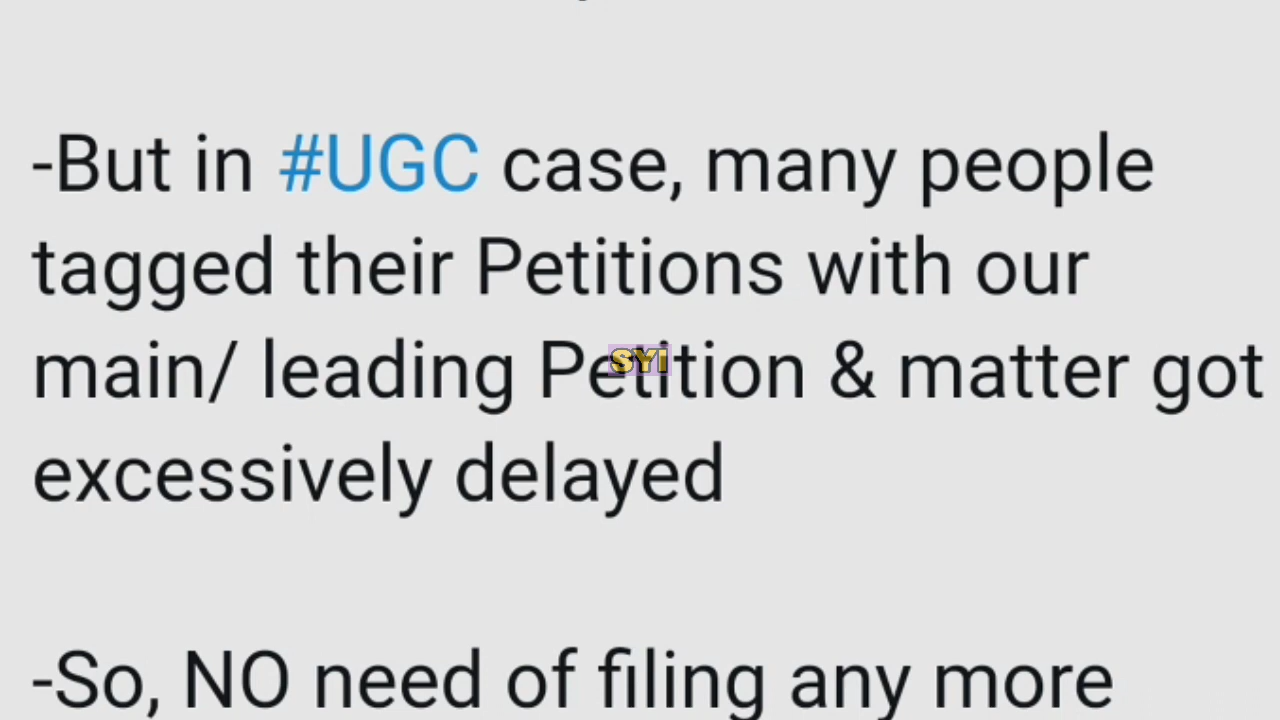 -But in #UGC case, many people
tagged their Petitions with our
main/ leading Petition & matter got
SYI
excessively delayed
-So, NO need of filing any more